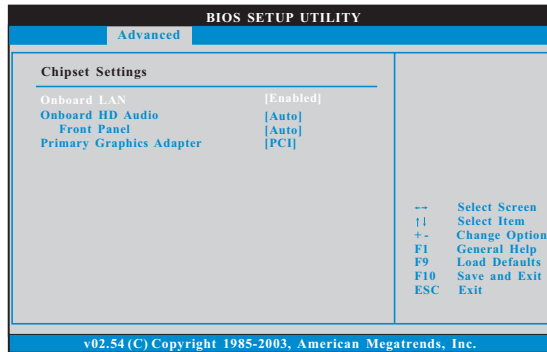 BIOS SETUP UTILITY
Advanced
Chipset Settings
Onboard LAN [Enabled]
Onboard HD Audio [Auto]
Front Panel [Auto]
Primary Graphics Adapter [PCI]
←→ Select Screen
↑↓ Select Item
+- Change Option
F1 General Help
F9 Load Defaults
F10 Save and Exit
ESC Exit
v02.54 (C) Copyright 1985-2003, American Megatrends, Inc.